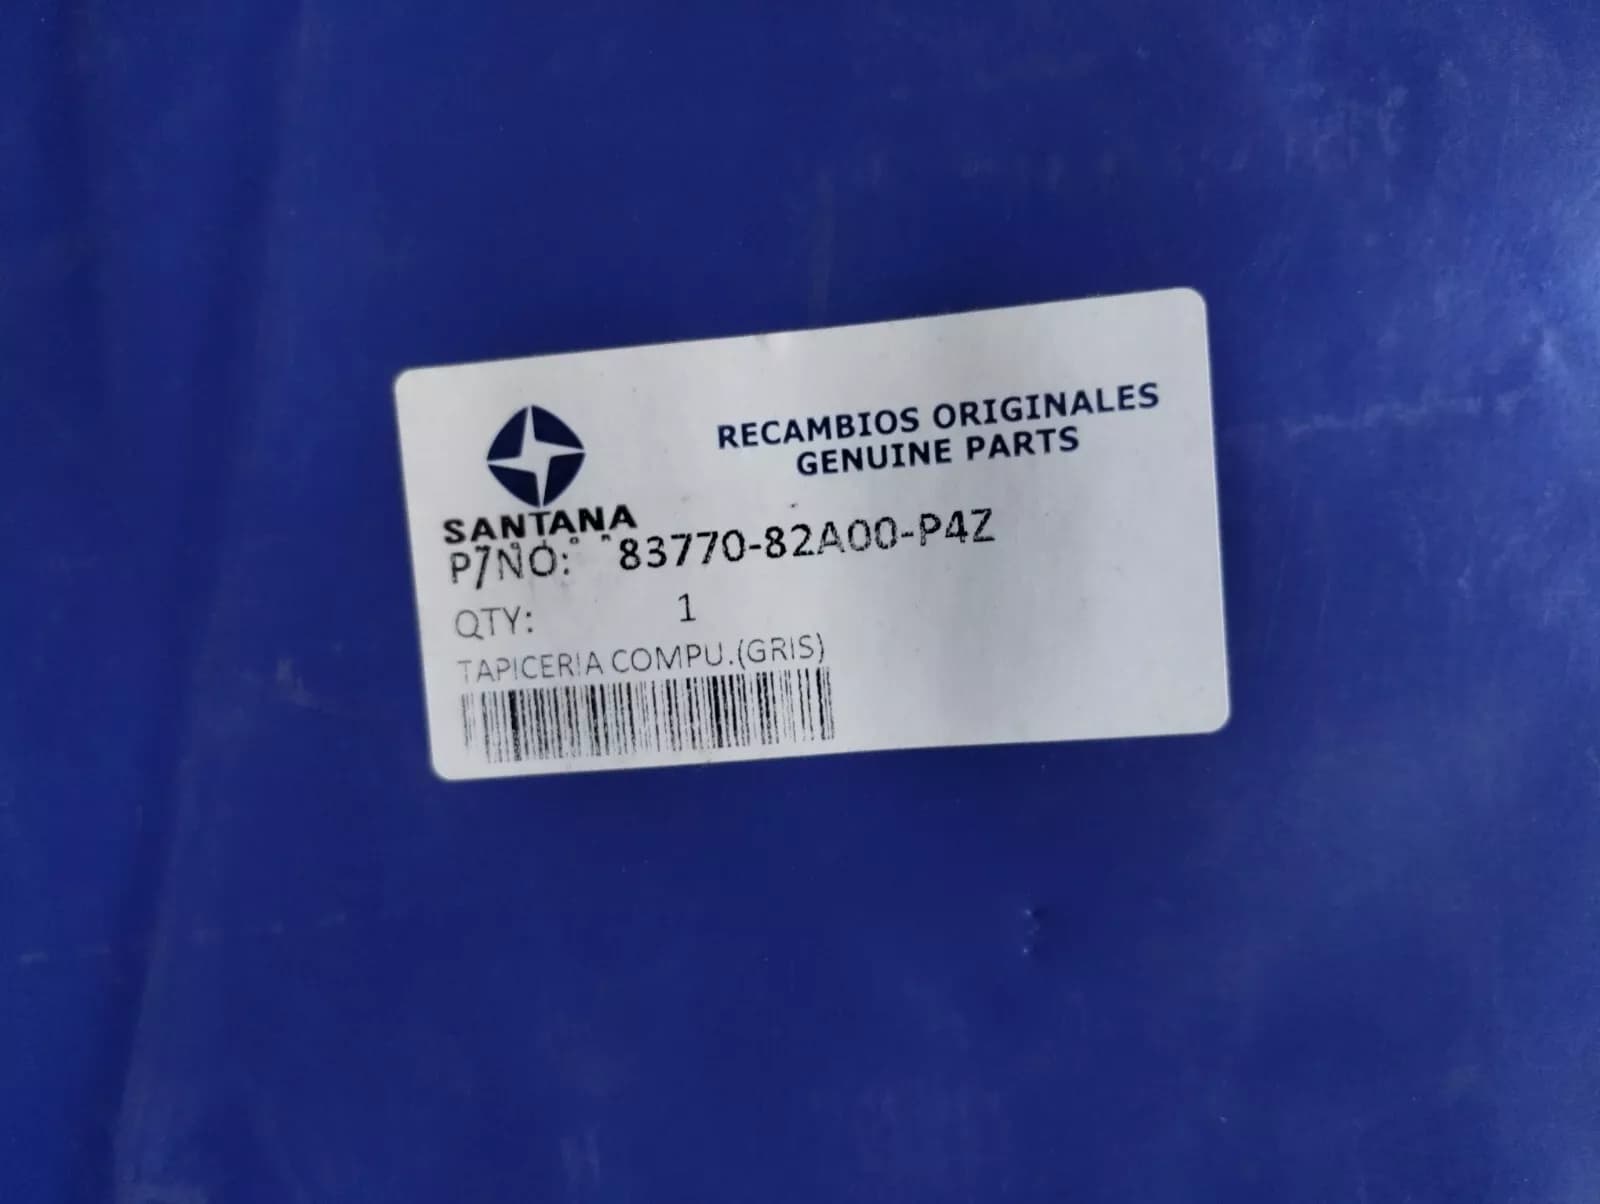 RECAMBIOS ORIGINALES
GENUINE PARTS
SANTANA
P/NO: 83770-82A00-P4Z
QTY: 1
TAPICERIA COMPU.(GRIS)